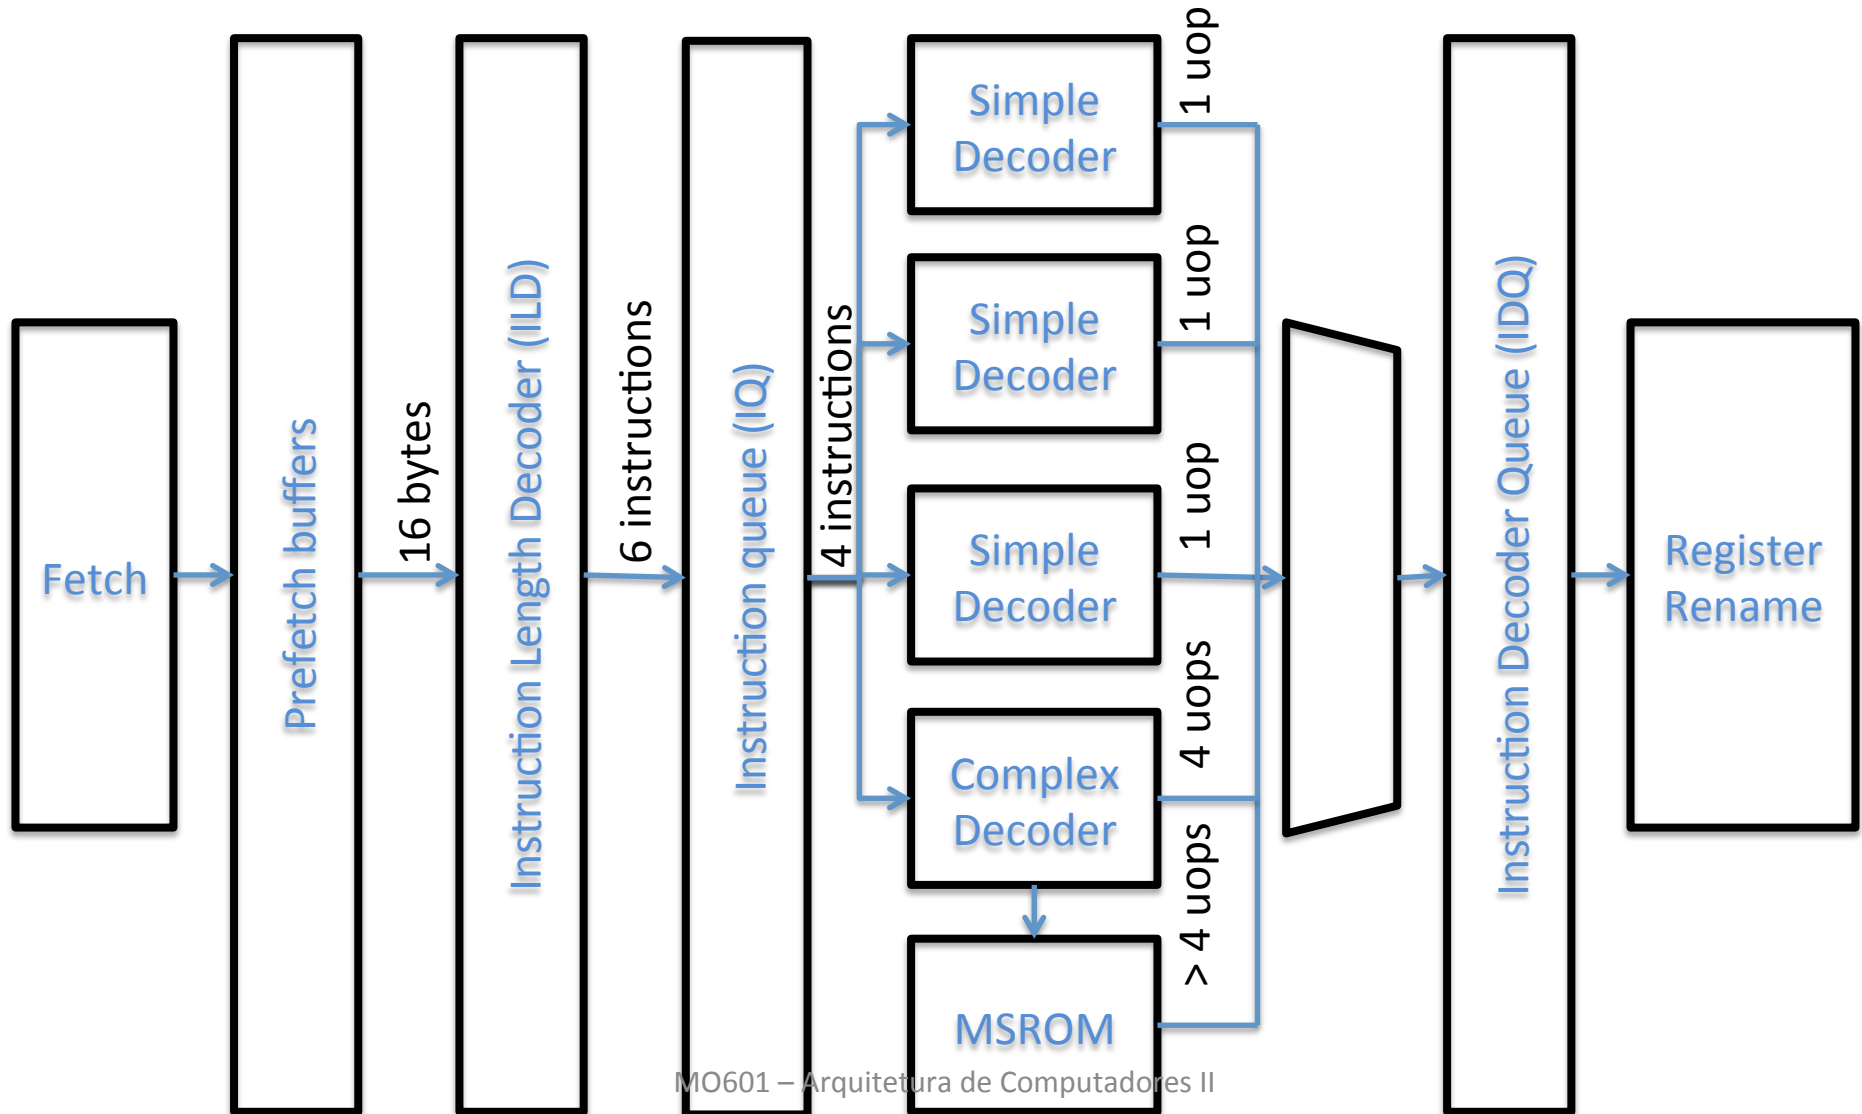 Fetch
Prefetch buffers
16 bytes
Instruction Length Decoder (ILD)
6 instructions
Instruction queue (IQ)
4 instructions
Simple
Decoder
1 uop
Simple
Decoder
1 uop
Simple
Decoder
1 uop
Complex
Decoder
4 uops
MSROM
> 4 uops
Instruction Decoder Queue (IDQ)
Register
Rename
MO601 – Arquitetura de Computadores II